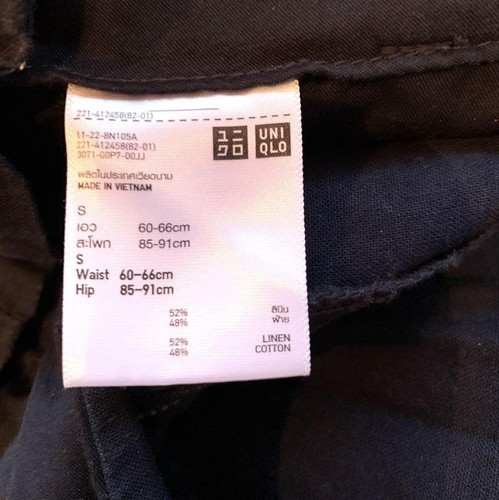 221-412458(82-01)
11-22-8N105A
221-412458(82-01)
3071-00P7-00JJ
ユニ
クロ
UNI
QLO
ผลิตในประเทศเวียดนาม
MADE IN VIETNAM
S
เอว 60-66cm
สะโพก 85-91cm
S
Waist 60-66cm
Hip 85-91cm
52% ลินิน
48% ฝ้าย
52% LINEN
48% COTTON